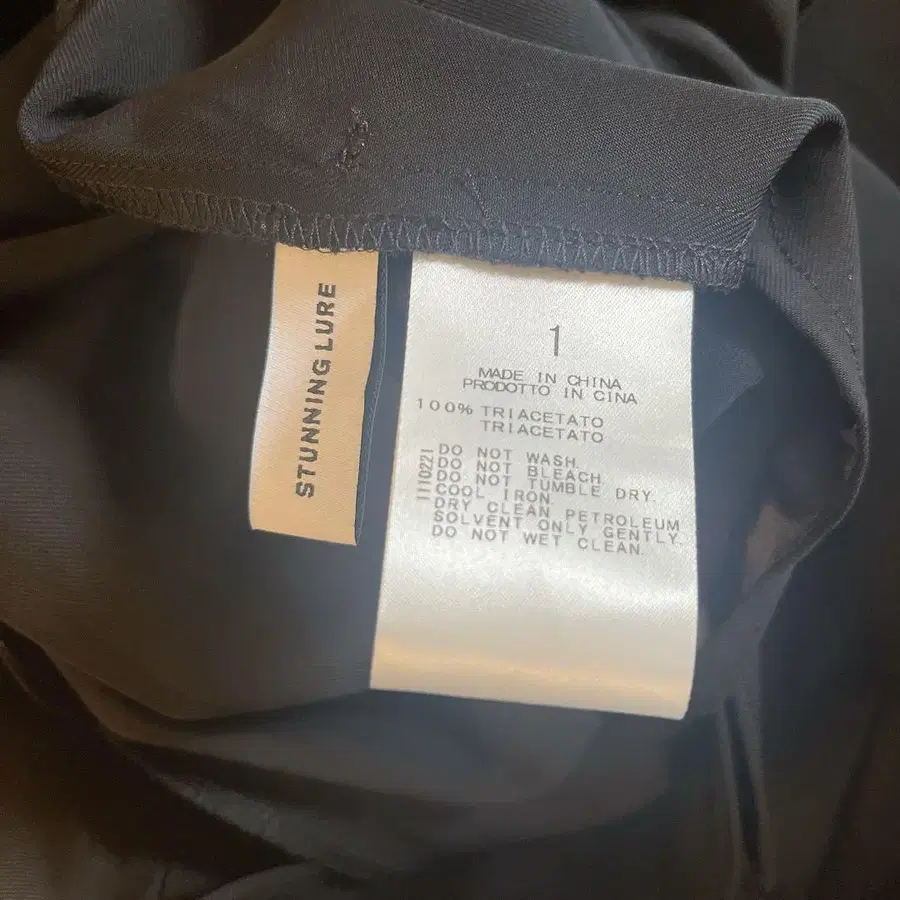 STUNNING LURE
1
MADE IN CHINA
PRODOTTO IN CINA
100% TRIACETATO
TRIACETATO
1110221
DO NOT WASH.
DO NOT BLEACH.
DO NOT TUMBLE DRY.
COOL IRON.
DRY CLEAN PETROLEUM
SOLVENT ONLY GENTLY.
DO NOT WET CLEAN.